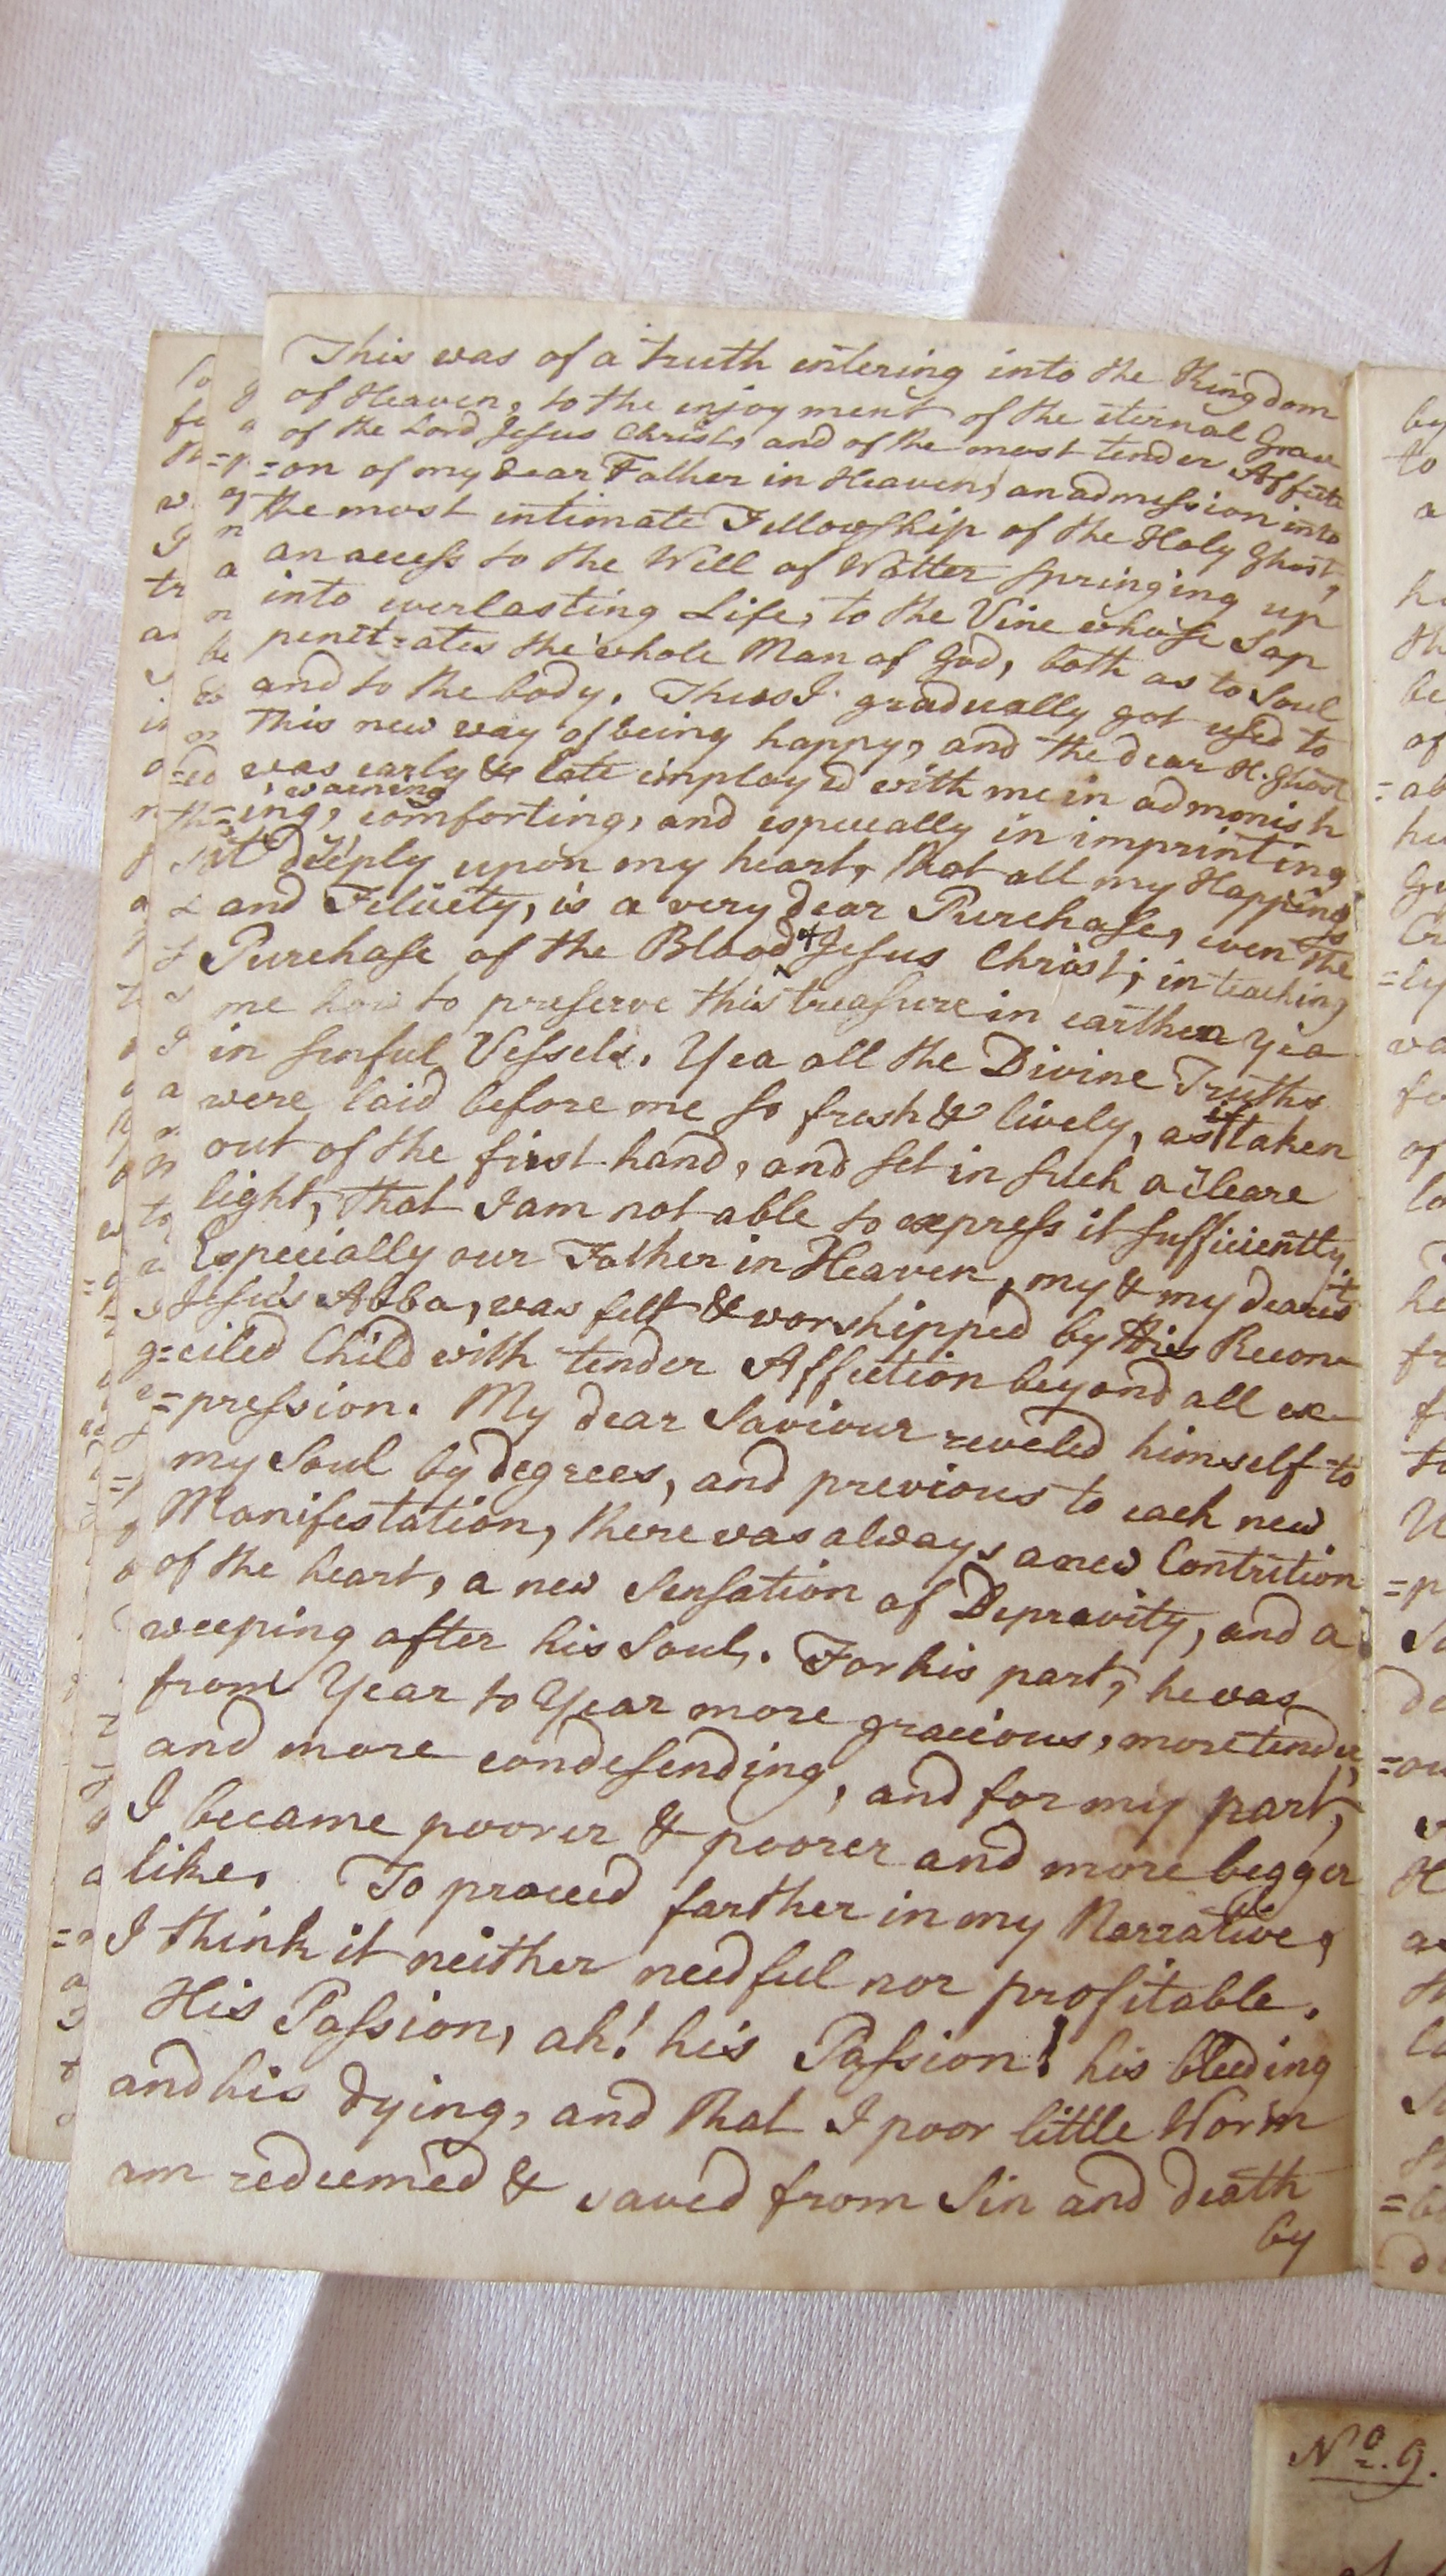 This was of a truth entering into the Kingdom
of Heaven, to the enjoyment of the eternal Grace
of the Lord Jesus Christ, and of the most tender Affecti
=on of my dear Father in Heaven, an admission into
the most intimate Fellowship of the Holy Ghost,
an access to the Well of Watter springing up
into everlasting Life, to the Vine whose Sap
penetrates the whole Man of God, both as to Soul
and to the body. Thus I gradually got used to
this new way of being happy, and the dear H. Ghost
was early & late imployed with me in admonish
=ing, warning, comforting, and especially in imprinting
it deeply upon my heart, that all my Happiness
and Felicity, is a very dear Purchase, even the
Purchase of the Blood of Jesus Christ; in teaching
me how to preserve this treasure in earthen yea
in sinful Vessels. Yea all the Divine Truths
were laid before me so fresh & lively, as if taken
out of the first hand, and set in such a cleare
light, that I am not able to express it sufficiently.
Especially our Father in Heaven, my & my dearest
Jesu's Abba, was felt & worshipped by this Recon
=ciled Child with tender Affection beyond all ex
=pression. My dear Saviour reveled himself to
my Soul by degrees, and previous to each new
Manifestation, there was always a new Contrition
of the heart, a new Sensation of Depravity, and a
weeping after his Soul. For his part, he was
from Year to Year more gracious, more tender,
and more condesending, and for my part,
I became poorer & poorer and more begger
like. To proceed farther in my Narrative,
I think it neither needful nor profitable.
His Passion, ah! his Passion! his bleeding
and his dying, and that I poor little Worm
am redeemed & saved from Sin and death
by
No. 9.